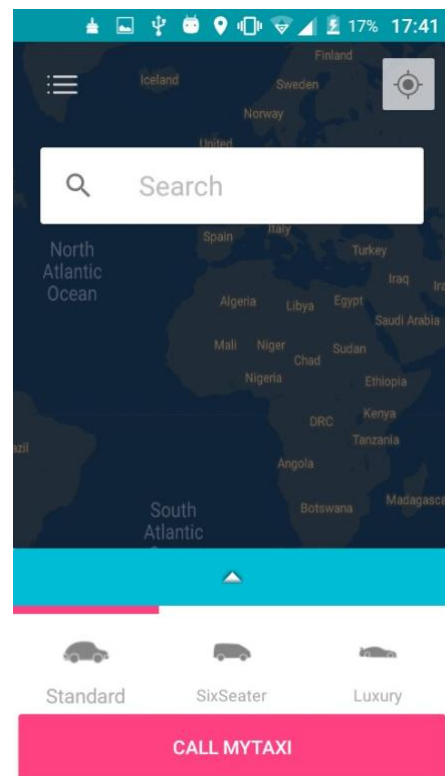 17% 17:41
Finland
Iceland
Sweden
Norway
United
Search
Spain
Italy
Turkey
North
Atlantic
Ocean
Iraq
Algeria
Libya
Egypt
Saudi Arabia
Mali
Niger
Chad
Sudan
Nigeria
Ethiopia
DRC
Kenya
Tanzania
Angola
Botswana
Madagasca
South
Atlantic
Standard
SixSeater
Luxury
CALL MYTAXI